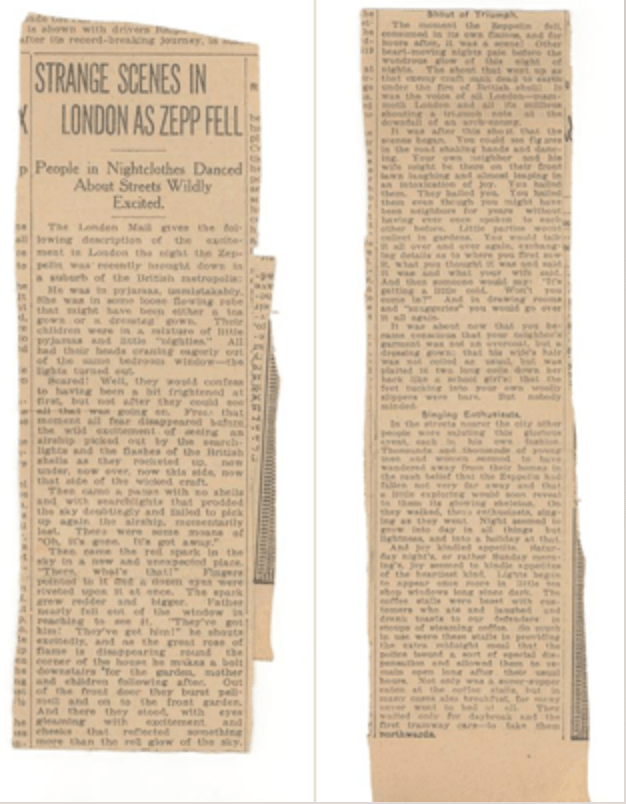 is shown with drivers
after its record-breaking journey, is
STRANGE SCENES IN
LONDON AS ZEPP FELL
People in Nightclothes Danced
About Streets Wildly
Excited.
The London Mail gives the fol-
lowing description of the excite-
ment in London the night the Zep-
pelin was recently brought down in
a suburb of the British metropolis:
He was in pyjamas, unmistakably.
She was in some loose flowing robe
that might have been either a tea
gown or a dressing gown. Their
children were in a mixture of little
pyjamas and little "nighties." All
had their heads craning eagerly out
of the same bedroom window—the
lights turned out.
Scared! Well, they would confess
to having been a bit frightened at
first, but not after they could see
all that was going on. From that
moment all fear disappeared before
the wild excitement of seeing an
airship picked out by the search-
lights and the flashes of the British
shells as they rocketed up, now
under, now over, now this side, now
that side of the wicked craft.
Then came a pause with no shells
and with searchlights that prodded
the sky doubtingly and failed to pick
up again the airship, momentarily
lost. There were some moans of
"Oh, it's gone. It's got away."
Then came the red spark in the
sky in a new and unexpected place.
"There, what's that!" Fingers
pointed to it and a dozen eyes were
riveted upon it at once. The spark
grew redder and bigger. Father
nearly fell out of the window in
reaching to see it. "They've got
him! They've got him!" he shouts
excitedly, and as the great rose of
flame is disappearing round the
corner of the house he makes a bolt
downstairs for the garden, mother
and children following after. Out
of the front door they burst pell-
mell and on to the front garden.
And there they stood, with eyes
gleaming with excitement and
cheeks that reflected something
more than the red glow of the sky.
Shout of Triumph.
The moment the Zeppelin fell,
consumed in its own flames, and for
hours after, it was a scene! Other
heart-moving nights pale before the
wondrous glow of this night of
nights. The shout that went up as
that enemy craft was dead to earth
under the fire of British shell! It
was the voice of all London—mam-
moth London and all its millions
shouting a triumph note at the
downfall of an arch-enemy.
It was after this shout that the
scenes began. You could see figures
in the road shaking hands and danc-
ing. Your own neighbor and his
wife might be there on their front
lawn laughing and almost leaping in
an intoxication of joy. You hailed
them. They hailed you. You hailed
them even though you might have
been neighbors for years without
having ever spoken to each
other before. Little parties would
collect in gardens. You would talk
it all over and over again, exchang-
ing details as to where you first saw
it, what you thought it was and said
it was and what your wife said.
And then someone would say: "It's
getting a little cold. Won't you
come in?" And in drawing rooms
and "snuggeries" you would go over
it all again.
It was about now that you be-
came conscious that your neighbor's
garment was not an overcoat, but a
dressing gown; that his wife's hair
was not coiled as usual, but was
plaited in two long coils down her
back like a school girl's; that the
feet tucking into your own woolly
slippers were bare. But nobody
minded.
Singing Enthusiasts.
In the streets nearer the city other
people were saluting this glorious
event, each in his own fashion.
Thousands and thousands of young
men and women seemed to have
wandered away from their homes in
the rash belief that the Zeppelin had
fallen not very far away and that
a little exploring would soon reveal
to them its glowing skeleton. On
they walked, these enthusiasts, sing-
ing as they went. Night seemed to
grow into day in all things but
lightness, and into a holiday at that.
And joy kindled appetite. Satur-
day night's, or rather Sunday morn-
ing's, joy seemed to kindle appetites
of the heartiest kind. Lights began
to appear once more in little tea
shop windows long since dark. The
coffee stalls were beset with cus-
tomers who ate and laughed and
drank toasts to our defenders in
cups of steaming coffee. So much
in use were these stalls in providing
the extra midnight meal that the
police issued a sort of special dis-
pensation and allowed them to re-
main open long after their usual
hours. Not only was a super-supper
eaten at the coffee stalls, but in
many cases also breakfast, for many
never went to bed at all. They
waited only for daybreak and the
first tramway cars—to take them
northwards.